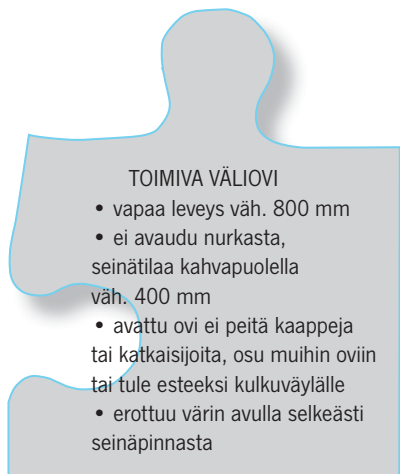 TOIMIVA VÄLIOVI
• vapaa leveys väh. 800 mm
• ei avaudu nurkasta,
seinätilaa kahvapuolella
väh. 400 mm
• avattu ovi ei peitä kaappeja
tai katkaisijoita, osu muihin oviin
tai tule esteeksi kulkuväylälle
• erottuu värin avulla selkeästi
seinäpinnasta